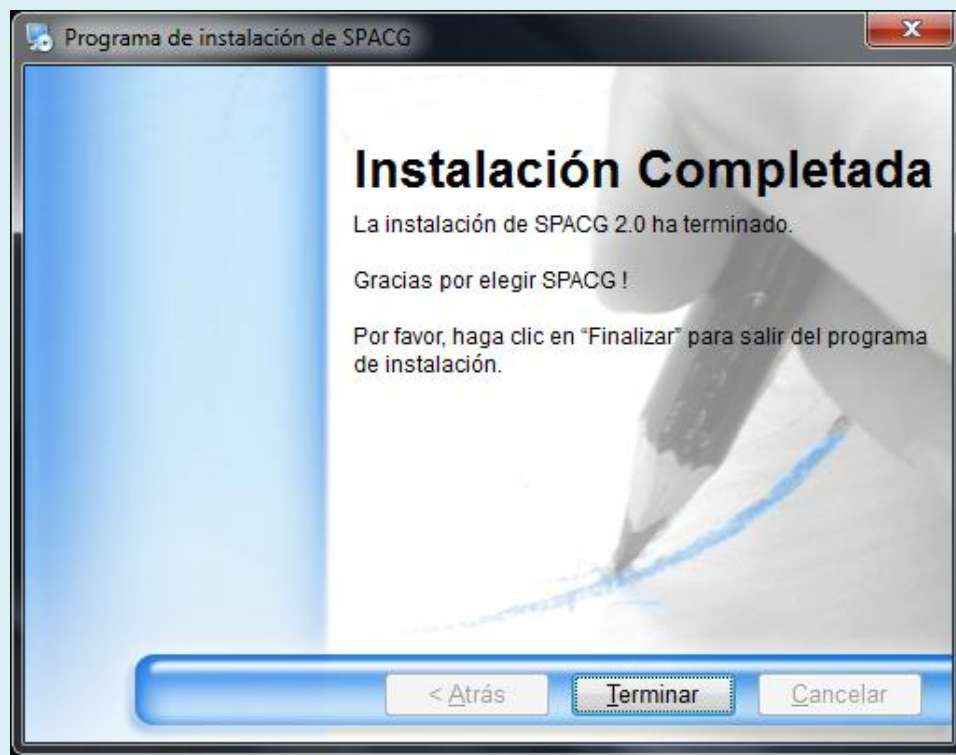 Programa de instalación de SPACG
Instalación Completada
La instalación de SPACG 2.0 ha terminado.
Gracias por elegir SPACG !
Por favor, haga clic en “Finalizar” para salir del programa
de instalación.
< Atrás
Terminar
Cancelar